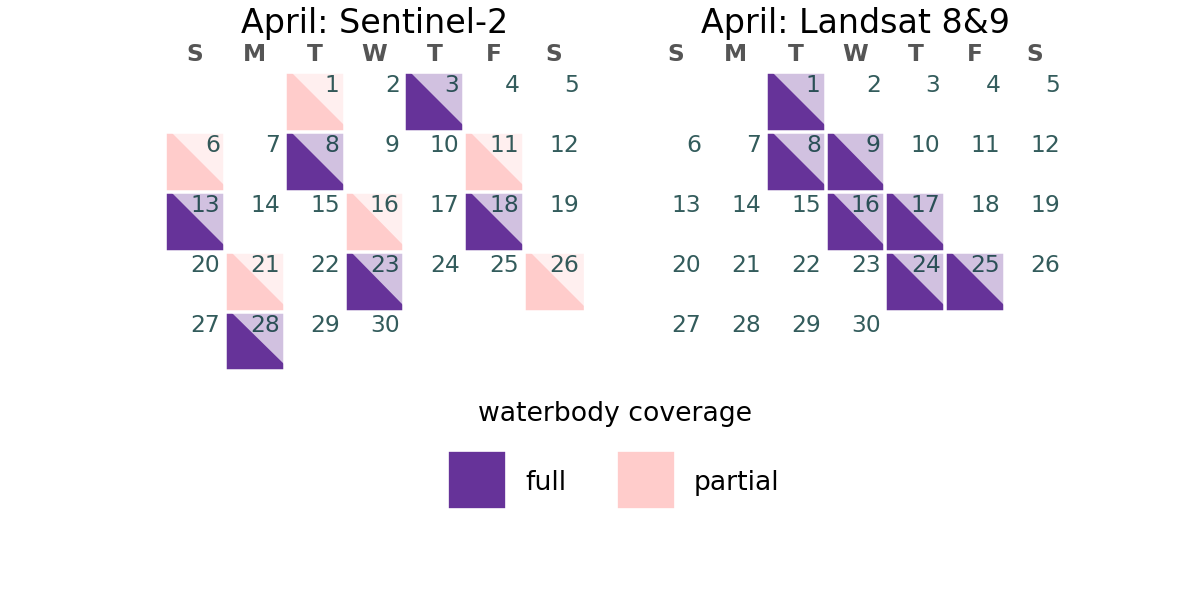 April: Sentinel-2
S M T W T F S
1 2 3 4 5
6 7 8 9 10 11 12
13 14 15 16 17 18 19
20 21 22 23 24 25 26
27 28 29 30
April: Landsat 8&9
S M T W T F S
1 2 3 4 5
6 7 8 9 10 11 12
13 14 15 16 17 18 19
20 21 22 23 24 25 26
27 28 29 30
waterbody coverage
full
partial